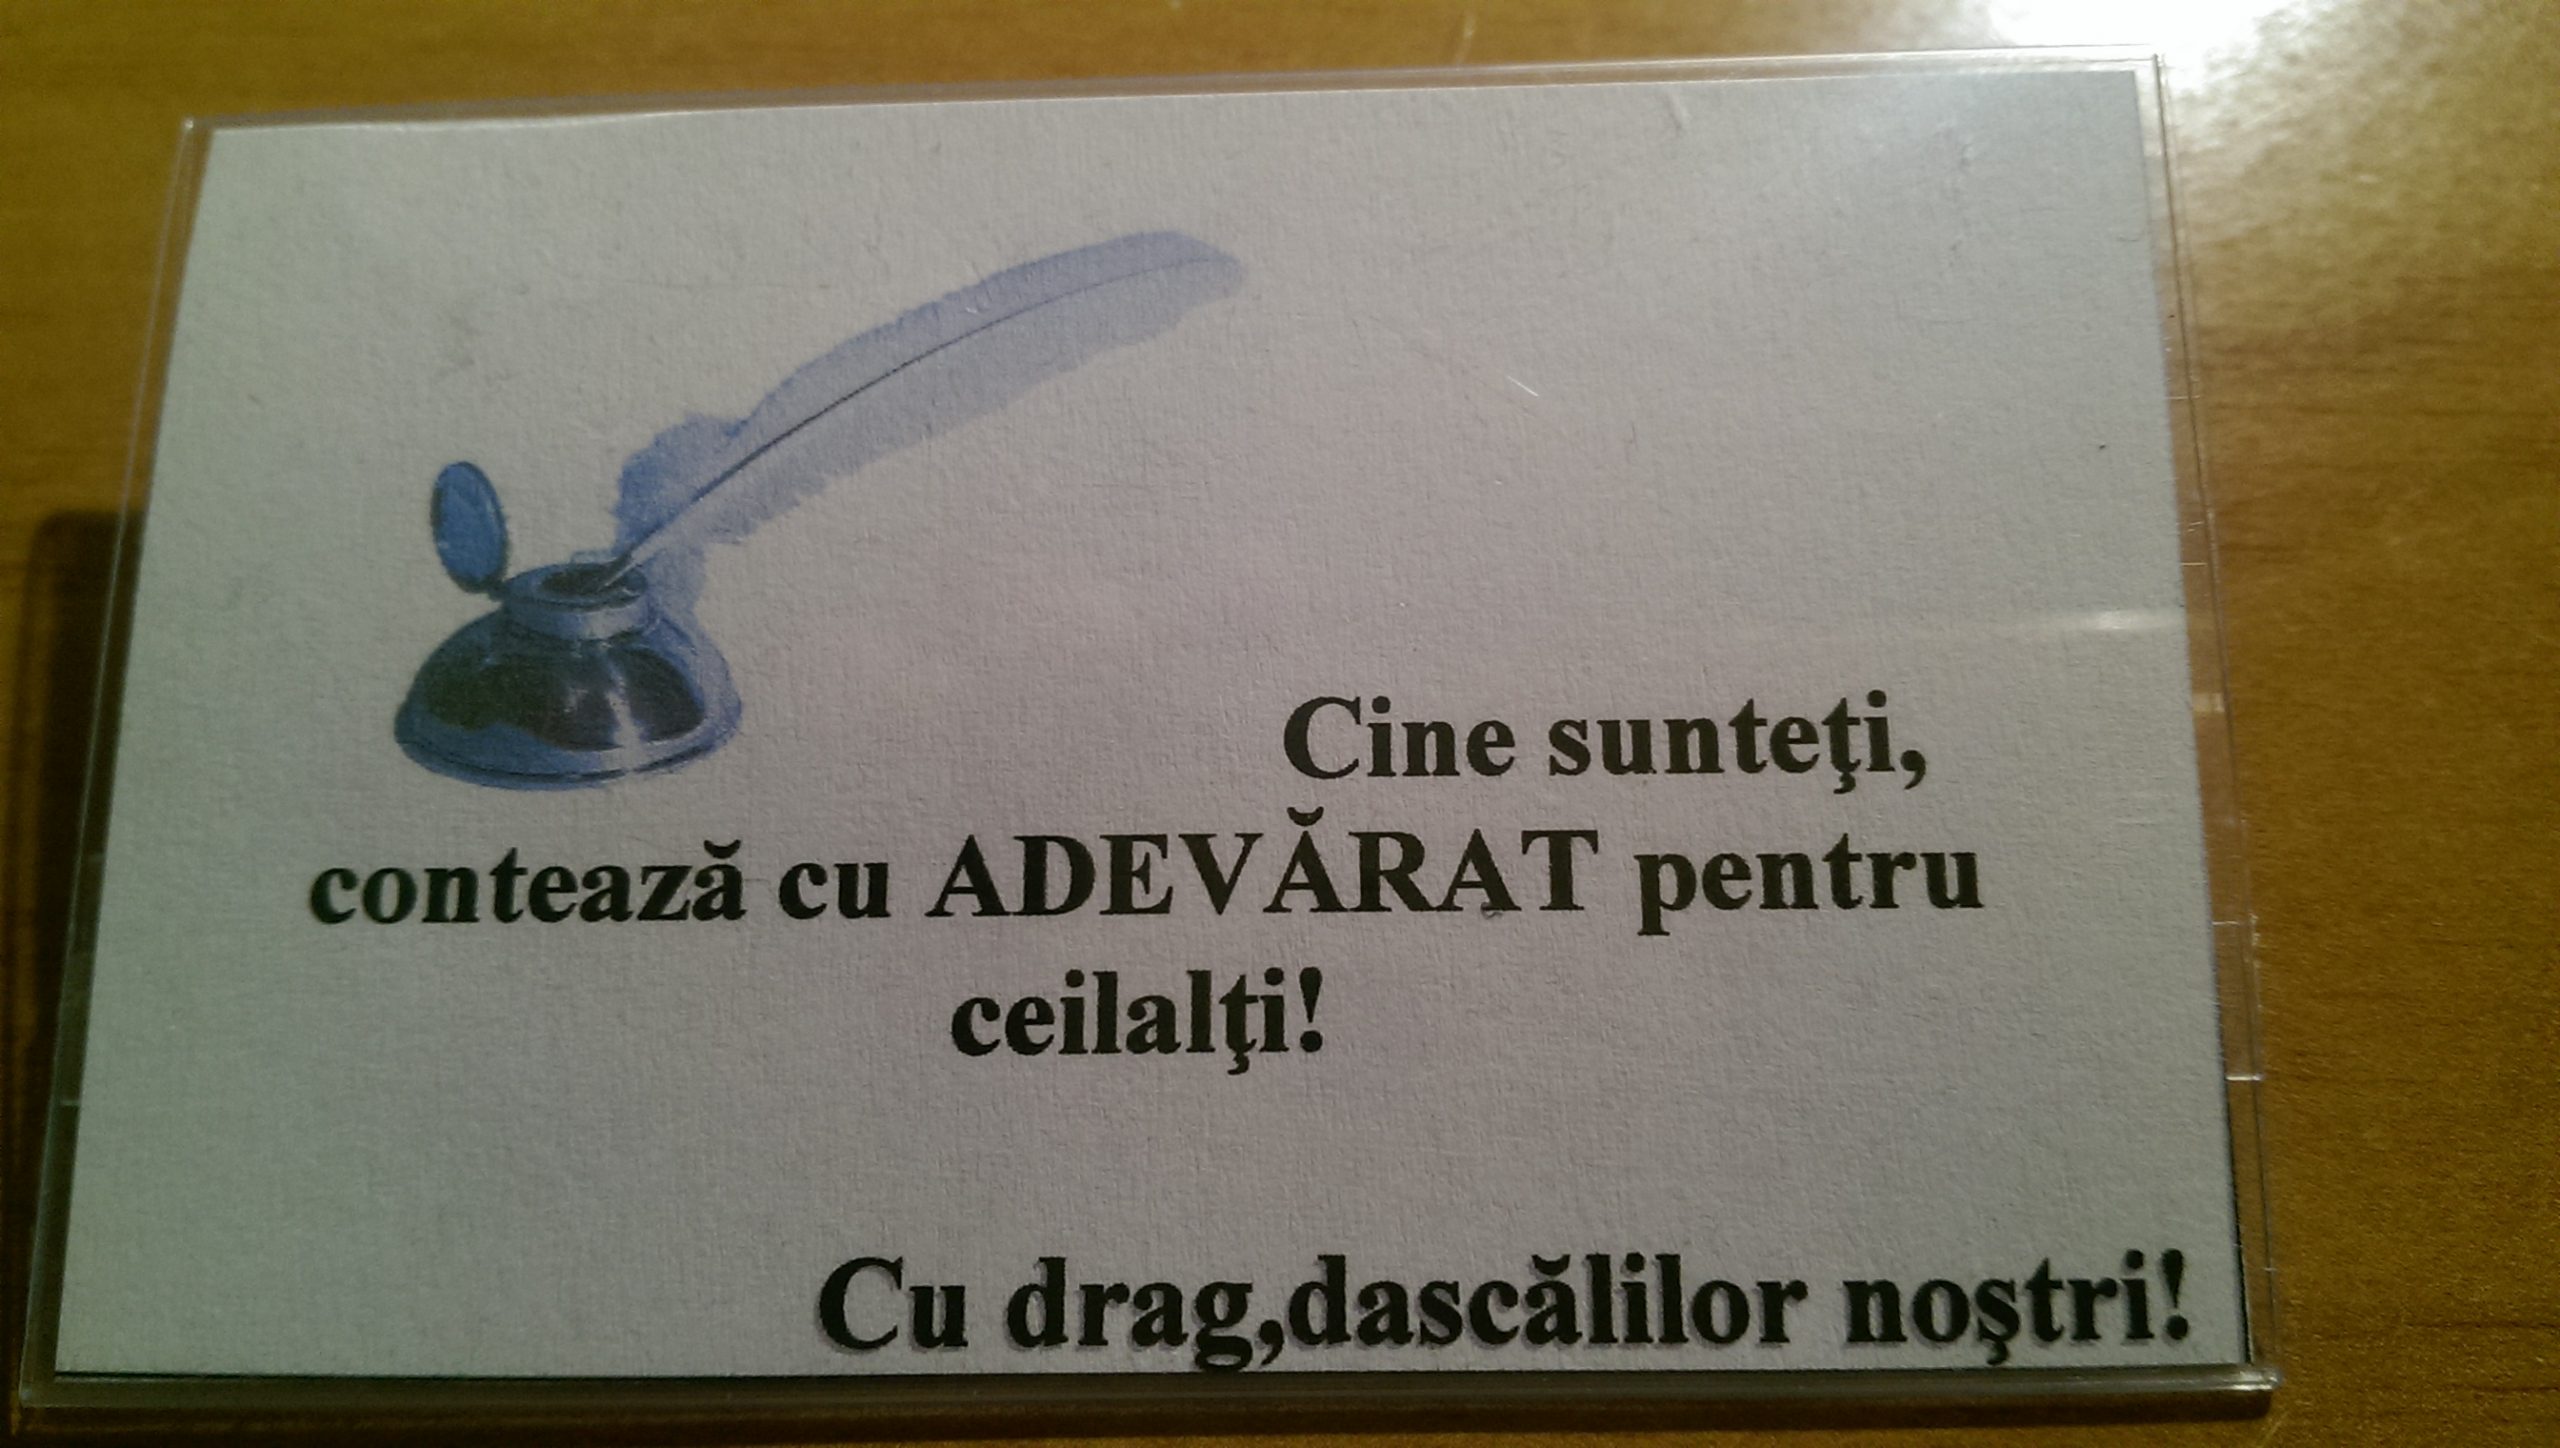 Cine sunteţi,
contează cu ADEVĂRAT pentru
ceilalţi!
Cu drag,dascălilor noştri!